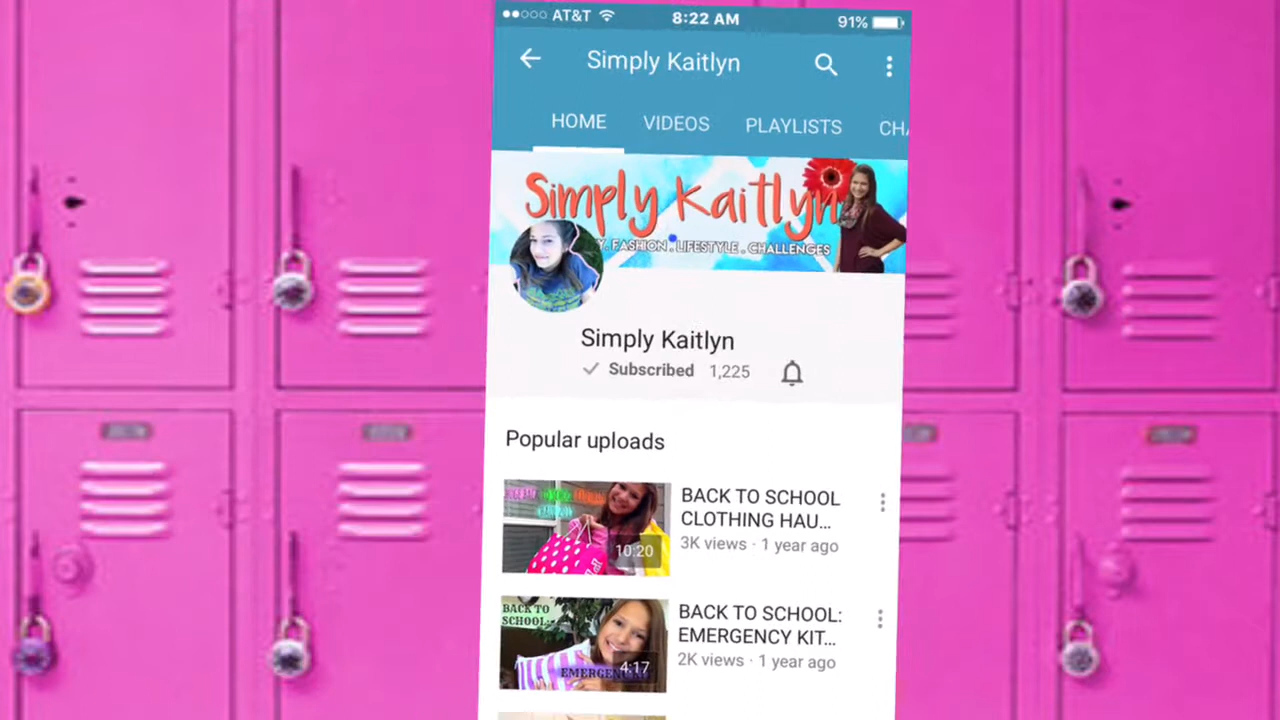 AT&T 8:22 AM 91%
Simply Kaitlyn
HOME VIDEOS PLAYLISTS CHA
Simply Kaitlyn
Y. FASHION . LIFESTYLE . CHALLENGES
Simply Kaitlyn
Subscribed 1,225
Popular uploads
BACK TO SCHOOL
CLOTHING HAU...
3K views · 1 year ago
10:20
BACK TO
SCHOOL:
BACK TO SCHOOL:
EMERGENCY KIT...
2K views · 1 year ago
4:17